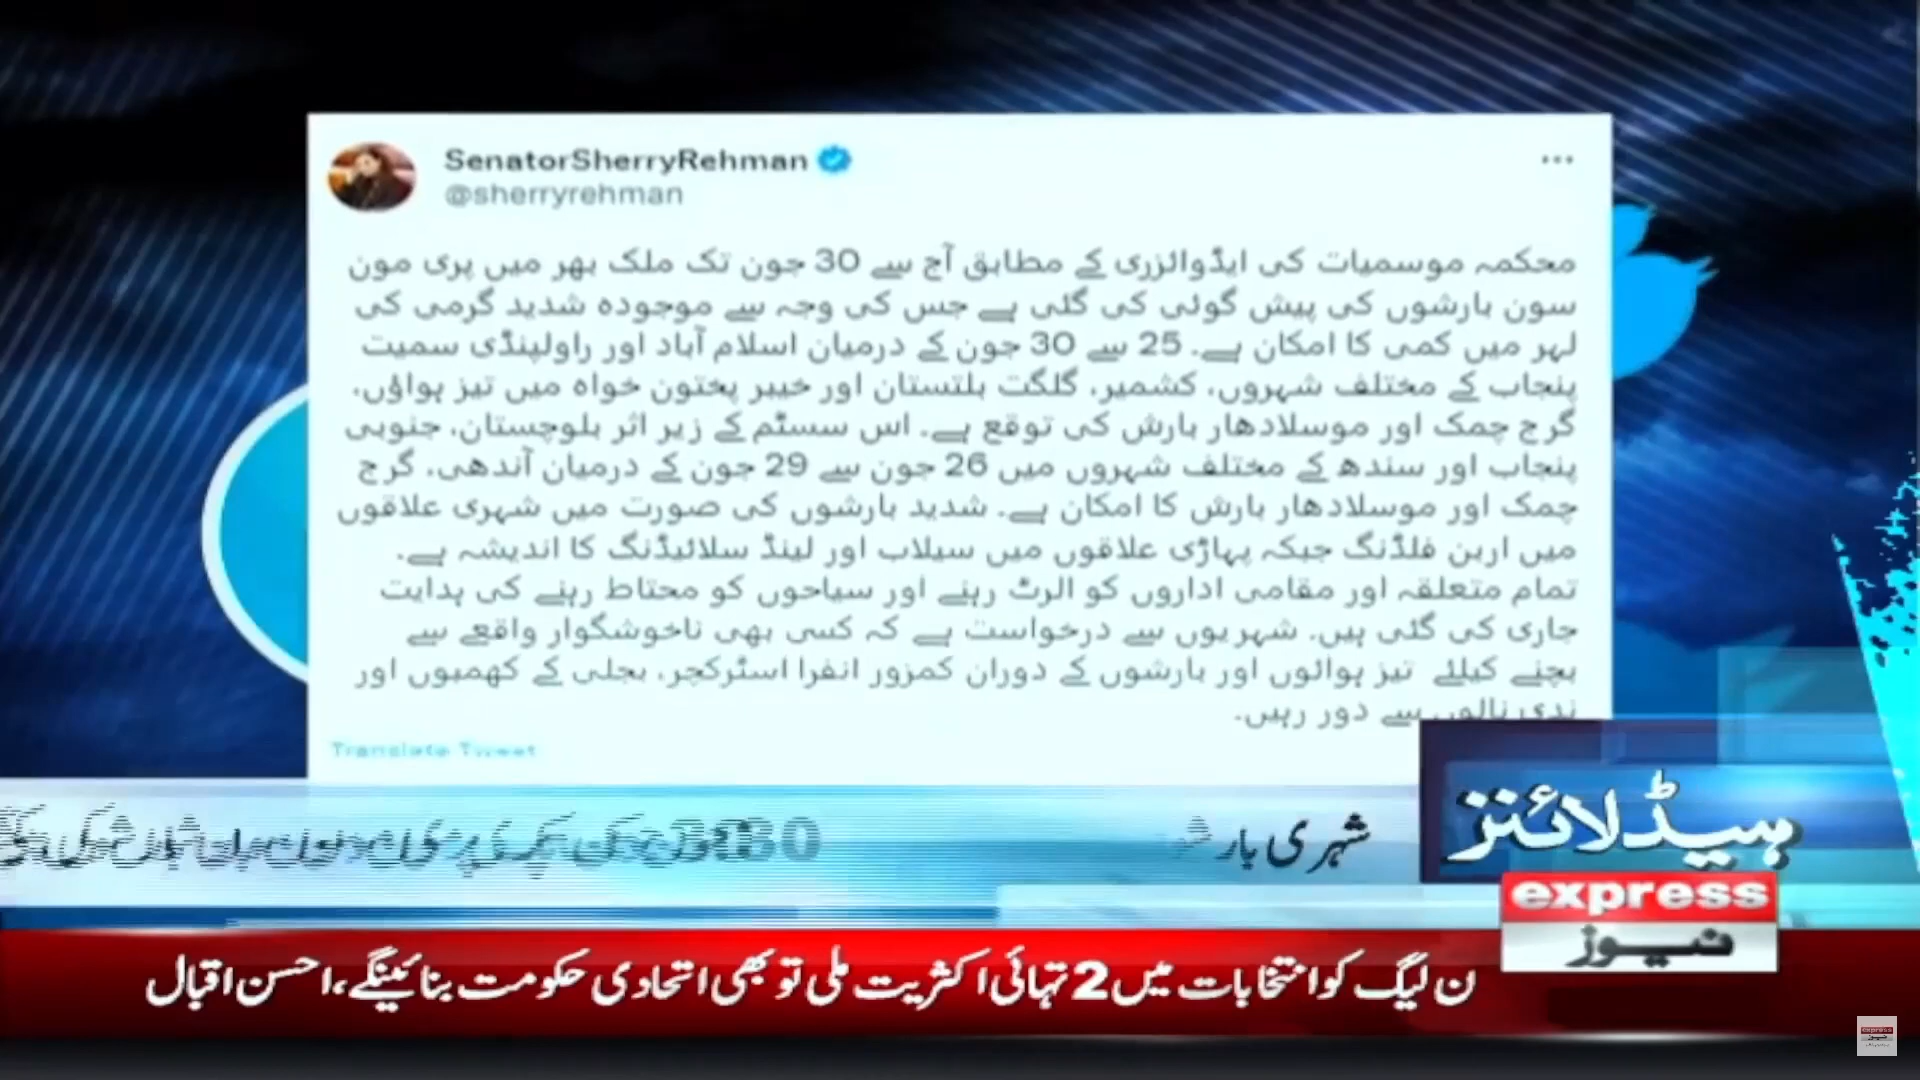 SenatorSherryRehman
@sherryrehman
محکمہ موسمیات کی ایڈوائزری کے مطابق آج سے 30 جون تک ملک بھر میں پری مون
سون بارشوں کی پیش گوئی کی گئی ہے جس کی وجہ سے موجودہ شدید گرمی کی
لہر میں کمی کا امکان ہے۔ 25 سے 30 جون کے درمیان اسلام آباد اور راولپنڈی سمیت
پنجاب کے مختلف شہروں، کشمیر، گلگت بلتستان اور خیبر پختون خواہ میں تیز ہواؤں،
گرج چمک اور موسلادھار بارش کی توقع ہے۔ اس سسٹم کے زیر اثر بلوچستان، جنوبی
پنجاب اور سندھ کے مختلف شہروں میں 26 جون سے 29 جون کے درمیان آندھی، گرج
چمک اور موسلادھار بارش کا امکان ہے۔ شدید بارشوں کی صورت میں شہری علاقوں
میں اربن فلڈنگ جبکہ پہاڑی علاقوں میں سیلاب اور لینڈ سلائیڈنگ کا اندیشہ ہے۔
تمام متعلقہ اور مقامی اداروں کو الرٹ رہنے اور سیاحوں کو محتاط رہنے کی ہدایت
جاری کی گئی ہیں۔ شہریوں سے درخواست ہے کہ کسی بھی ناخوشگوار واقعے سے
بچنے کیلئے تیز ہوائوں اور بارشوں کے دوران کمزور انفرا اسٹرکچر، بجلی کے کھمبوں اور
ندی نالوں سے دور رہیں۔
Translate Tweet
ہیڈلائنز
شہری
express
نیوز
ن لیگ کو انتخابات میں 2 تہائی اکثریت ملی تو بھی اتحادی حکومت بنائینگے، احسن اقبال